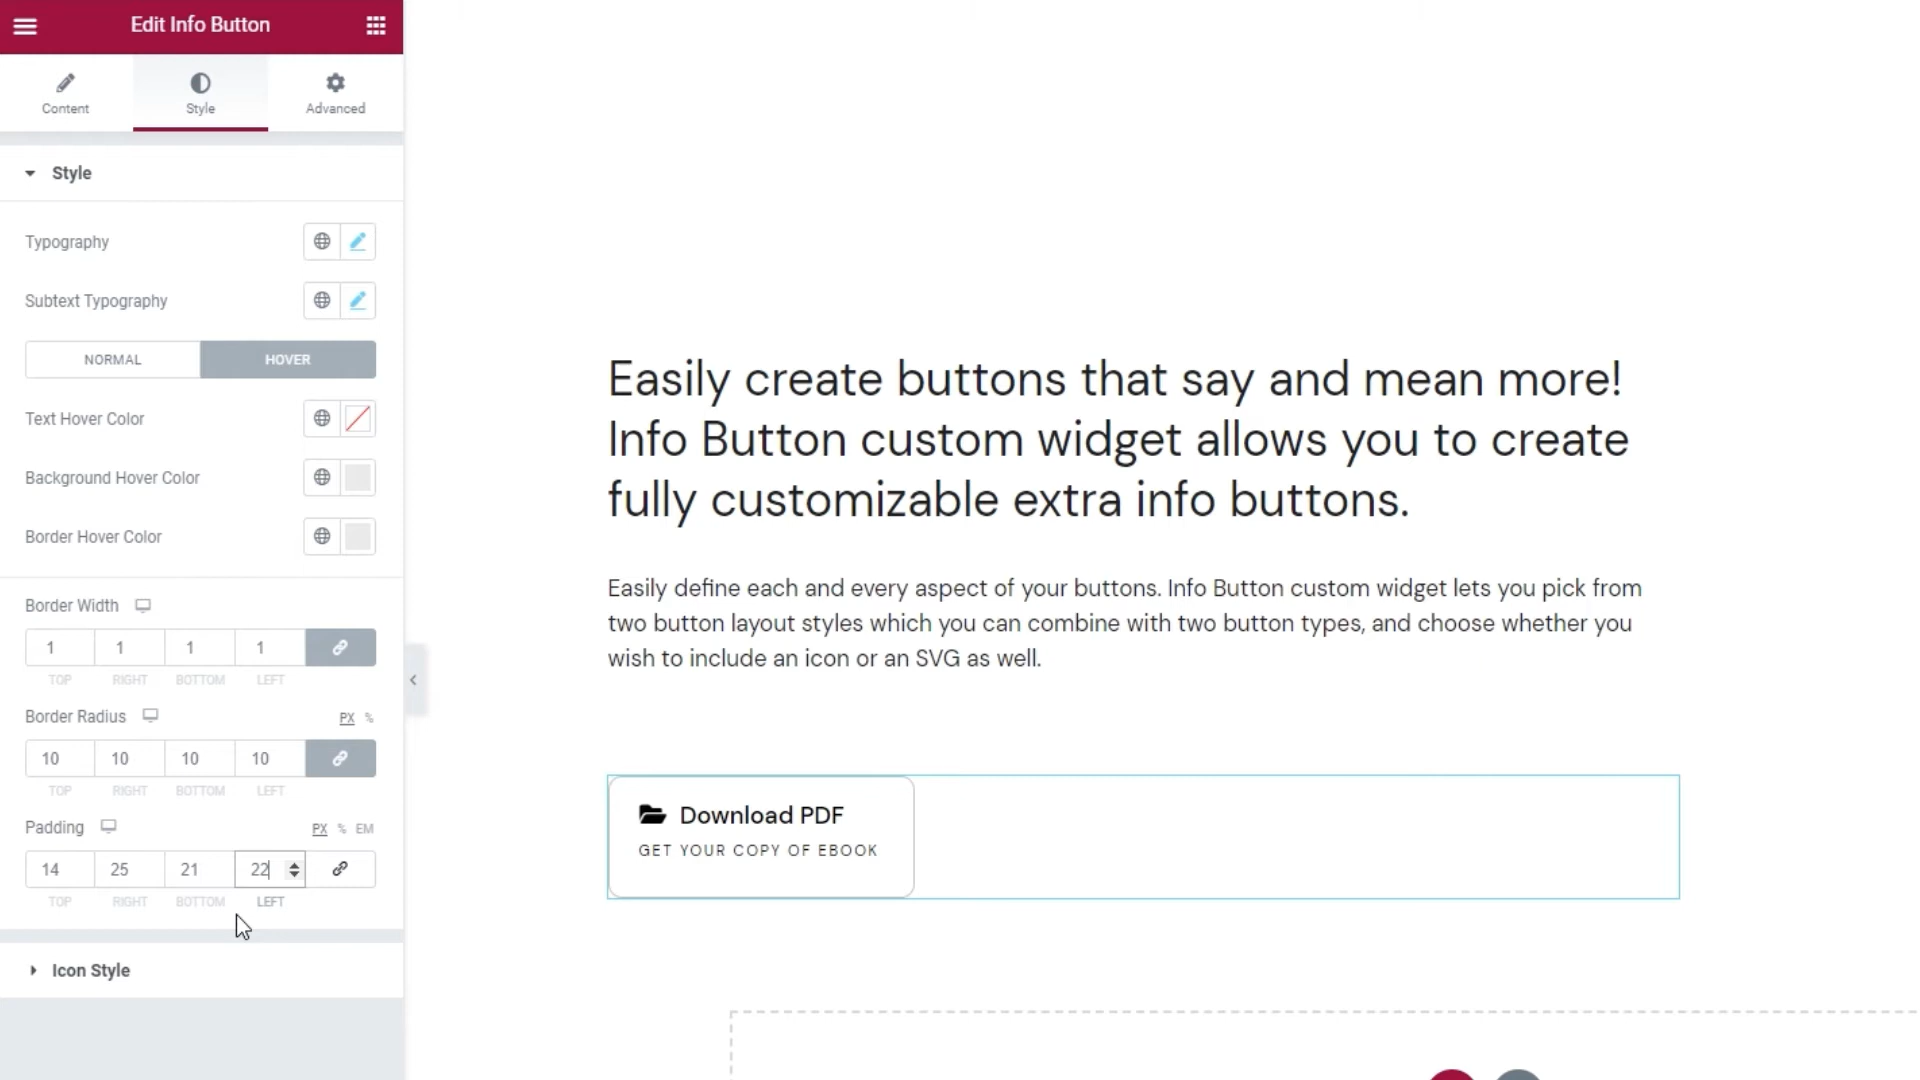 Edit Info Button
Content
Style
Advanced
Style
Typography
Subtext Typography
NORMAL
HOVER
Text Hover Color
Background Hover Color
Border Hover Color
Border Width
1 1 1 1
TOP RIGHT BOTTOM LEFT
Border Radius PX %
10 10 10 10
TOP RIGHT BOTTOM LEFT
Padding PX % EM
14 25 21 22
TOP RIGHT BOTTOM LEFT
Icon Style
Easily create buttons that say and mean more!
Info Button custom widget allows you to create
fully customizable extra info buttons.
Easily define each and every aspect of your buttons. Info Button custom widget lets you pick from
two button layout styles which you can combine with two button types, and choose whether you
wish to include an icon or an SVG as well.
Download PDF
GET YOUR COPY OF EBOOK